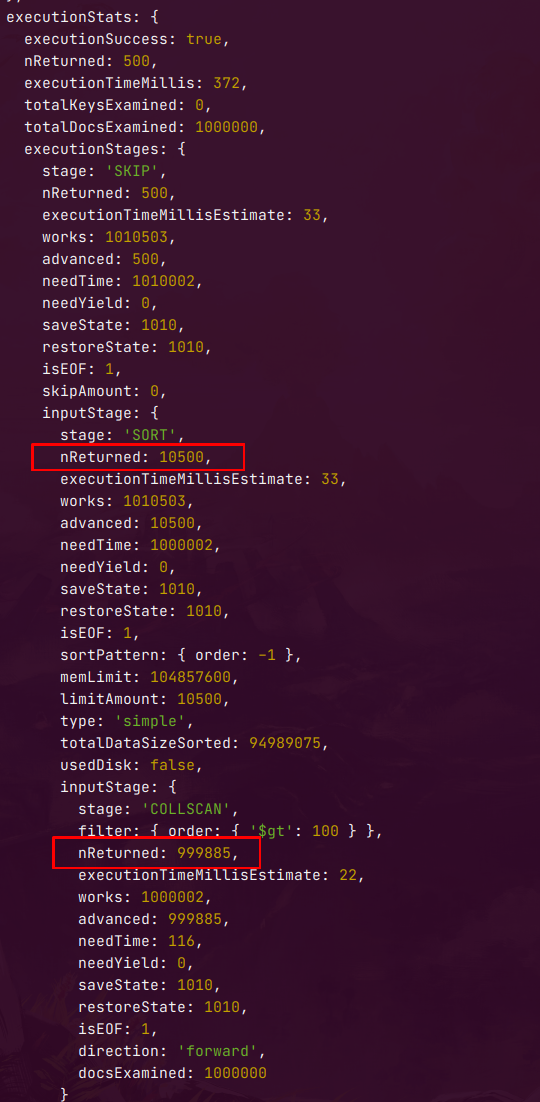 executionStats: {
executionSuccess: true,
nReturned: 500,
executionTimeMillis: 372,
totalKeysExamined: 0,
totalDocsExamined: 1000000,
executionStages: {
stage: 'SKIP',
nReturned: 500,
executionTimeMillisEstimate: 33,
works: 1010503,
advanced: 500,
needTime: 1010002,
needYield: 0,
saveState: 1010,
restoreState: 1010,
isEOF: 1,
skipAmount: 0,
inputStage: {
stage: 'SORT',
nReturned: 10500,
executionTimeMillisEstimate: 33,
works: 1010503,
advanced: 10500,
needTime: 1000002,
needYield: 0,
saveState: 1010,
restoreState: 1010,
isEOF: 1,
sortPattern: { order: -1 },
memLimit: 104857600,
limitAmount: 10500,
type: 'simple',
totalDataSizeSorted: 94989075,
usedDisk: false,
inputStage: {
stage: 'COLLSCAN',
filter: { order: { '$gt': 100 } },
nReturned: 999885,
executionTimeMillisEstimate: 22,
works: 1000002,
advanced: 999885,
needTime: 116,
needYield: 0,
saveState: 1010,
restoreState: 1010,
isEOF: 1,
direction: 'forward',
docsExamined: 1000000
}